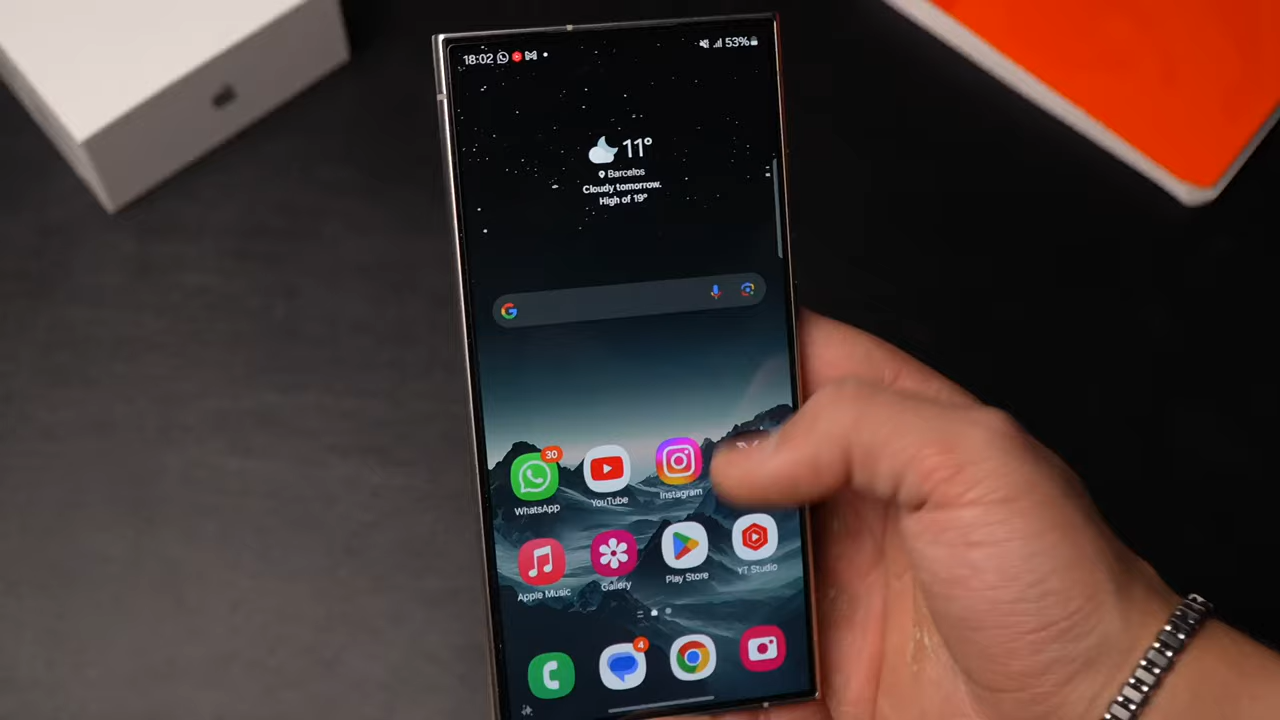 18:02
53%
11°
Barcelos
Cloudy tomorrow.
High of 19°
30
WhatsApp
YouTube
Instagram
Apple Music
Gallery
Play Store
YT Studio
4